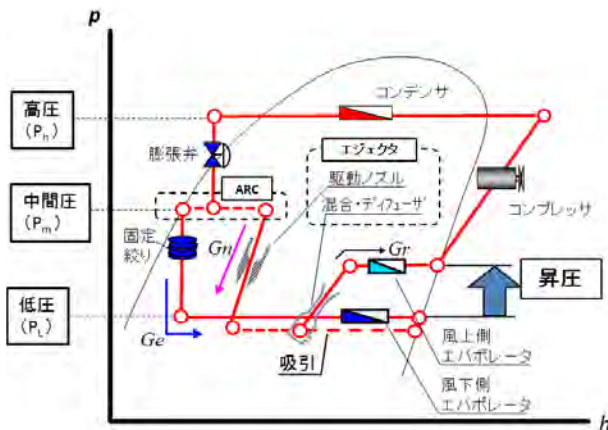 p
コンデンサ
高圧
(Ph)
膨張弁
エジェクタ
ARC
駆動ノズル
混合・ディフューザ
コンプレッサ
中間圧
(Pm)
固定
絞り
Gn
Gr
昇圧
低圧
(PL)
Ge
吸引
風上側
エバポレータ
風下側
エバポレータ
h